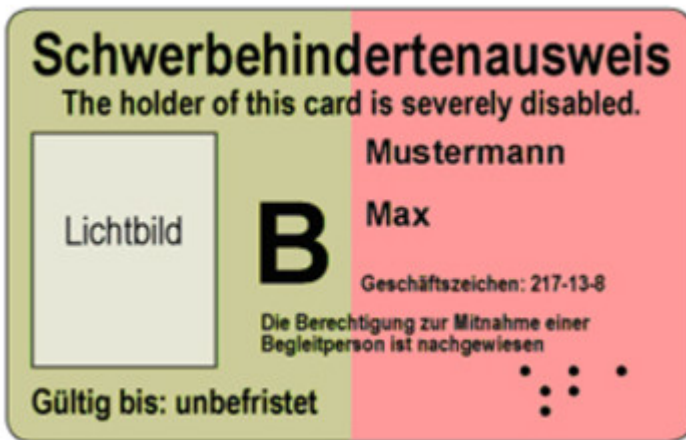 Schwerbehindertenausweis
The holder of this card is severely disabled.
Lichtbild
B
Mustermann
Max
Geschäftszeichen: 217-13-8
Die Berechtigung zur Mitnahme einer
Begleitperson ist nachgewiesen
Gültig bis: unbefristet